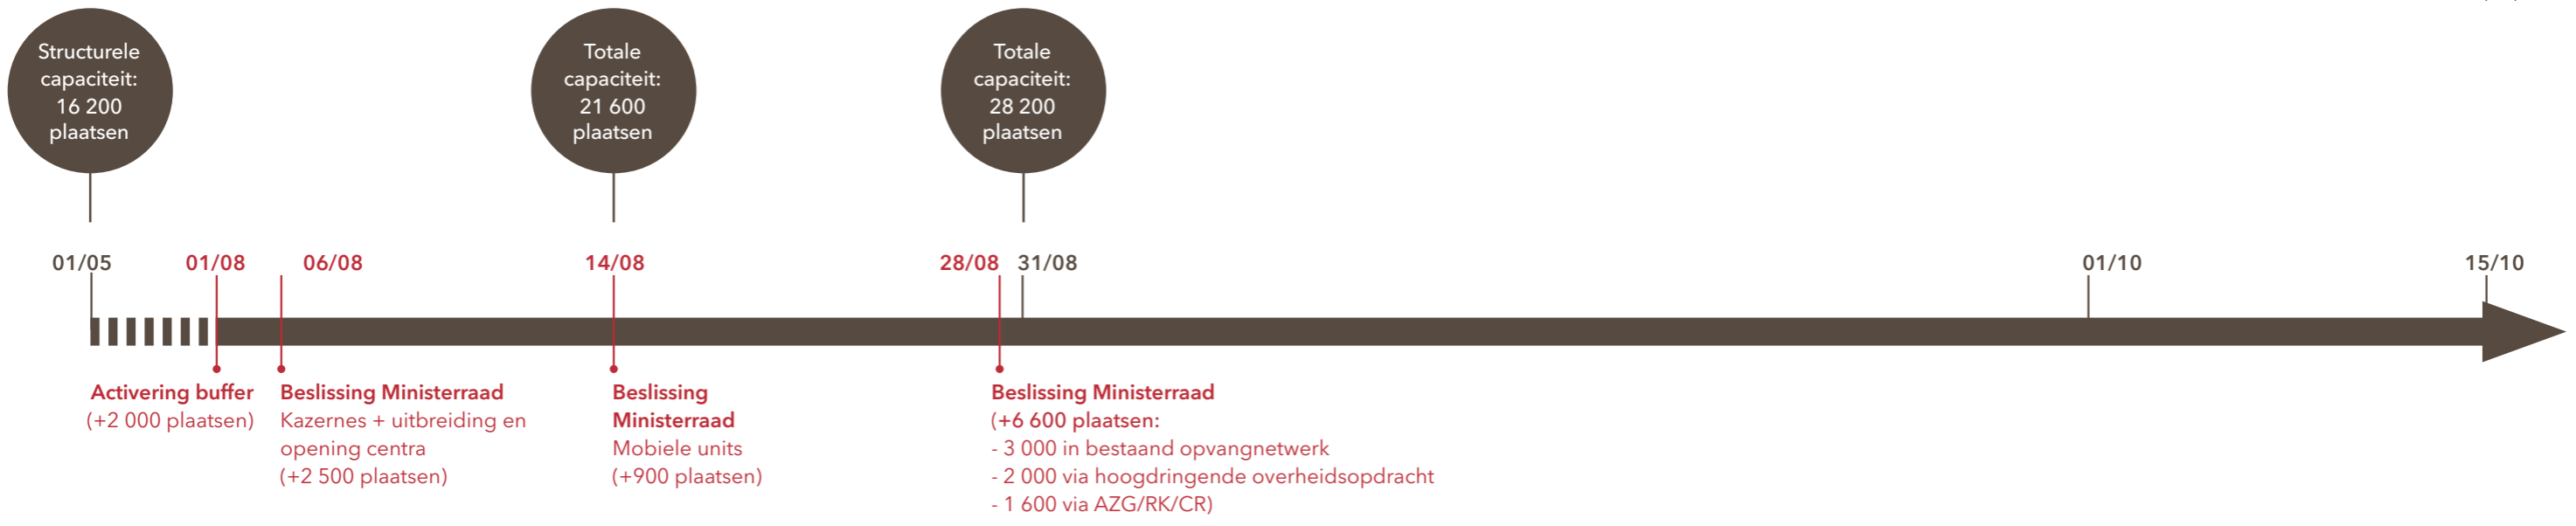 Structurele
capaciteit:
16 200
plaatsen
Totale
capaciteit:
21 600
plaatsen
Totale
capaciteit:
28 200
plaatsen
01/05
01/08
06/08
14/08
28/08
31/08
01/10
15/10
Activering buffer
(+2 000 plaatsen)
Beslissing Ministerraad
Kazernes + uitbreiding en
opening centra
(+2 500 plaatsen)
Beslissing
Ministerraad
Mobiele units
(+900 plaatsen)
Beslissing Ministerraad
(+6 600 plaatsen:
- 3 000 in bestaand opvangnetwerk
- 2 000 via hoogdringende overheidsopdracht
- 1 600 via AZG/RK/CR)